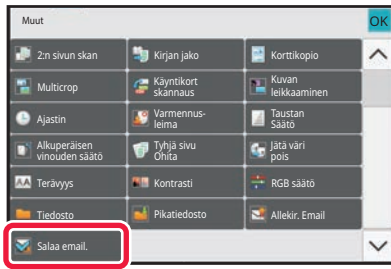 Muut
OK
2:n sivun skan
Kirjan jako
Korttikopio
Multicrop
Käyntikort
skannaus
Kuvan
leikkaaminen
Ajastin
Varmennus-
leima
Taustan
Säätö
Alkuperäisen
vinouden säätö
Tyhjä sivu
Ohita
Jätä väri
pois
AA
Terävyys
Kontrasti
RGB säätö
Tiedosto
Pikatiedosto
Allekir. Email
Salaa email.